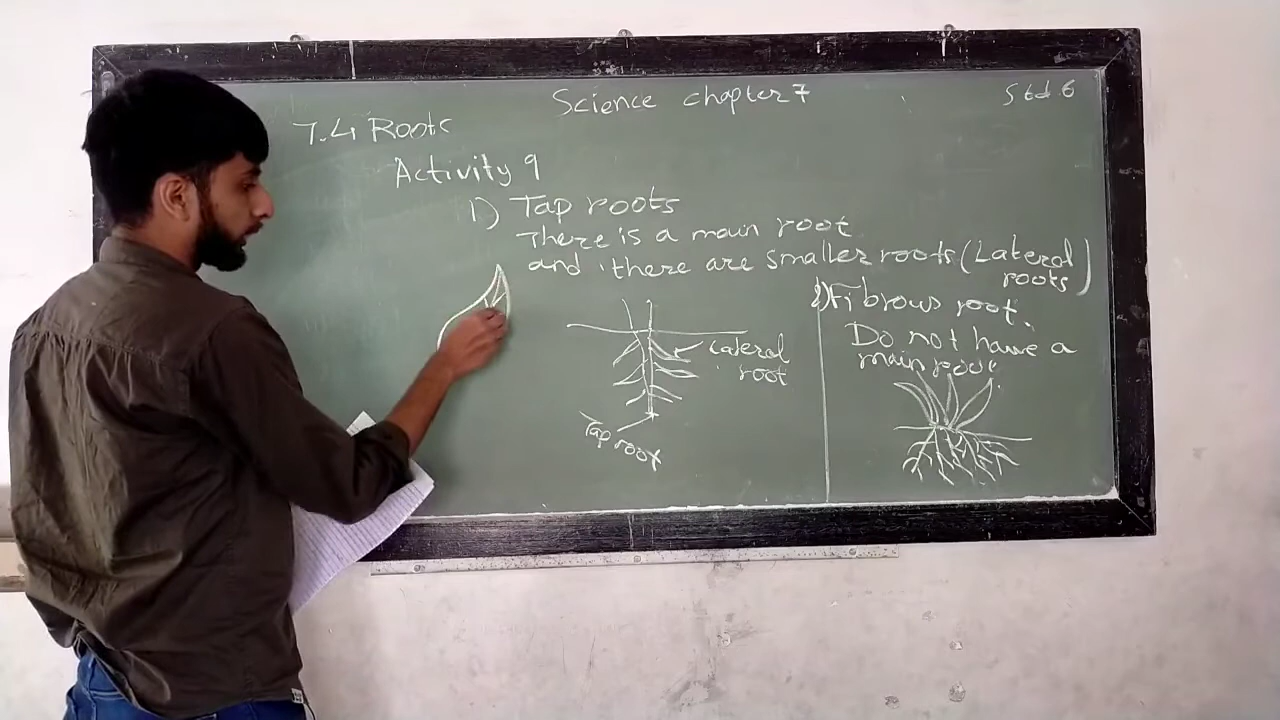 Science chapter 7
Std 6
7.4 Roots
Activity 9
1) Tap roots
There is a main root
and there are smaller roots (Lateral roots)
Lateral
root
Tap root
2) Fibrous root.
Do not have a
main root.